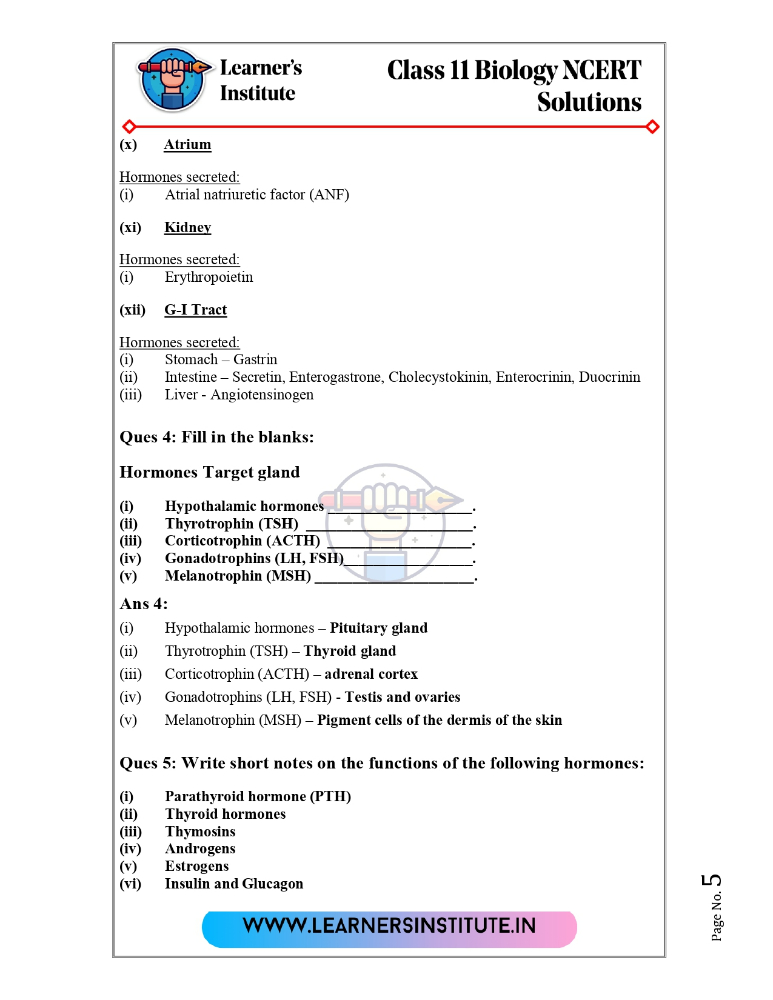 Learner's
Institute
Class 11 Biology NCERT
Solutions
(x) Atrium
Hormones secreted:
(i) Atrial natriuretic factor (ANF)
(xi) Kidney
Hormones secreted:
(i) Erythropoietin
(xii) G-I Tract
Hormones secreted:
(i) Stomach – Gastrin
(ii) Intestine – Secretin, Enterogastrone, Cholecystokinin, Enterocrinin, Duocrinin
(iii) Liver - Angiotensinogen
Ques 4: Fill in the blanks:
Hormones Target gland
(i) Hypothalamic hormones ___________________.
(ii) Thyrotrophin (TSH) ______________________.
(iii) Corticotrophin (ACTH) ___________________.
(iv) Gonadotrophins (LH, FSH)_________________.
(v) Melanotrophin (MSH) _____________________.
Ans 4:
(i) Hypothalamic hormones – Pituitary gland
(ii) Thyrotrophin (TSH) – Thyroid gland
(iii) Corticotrophin (ACTH) – adrenal cortex
(iv) Gonadotrophins (LH, FSH) - Testis and ovaries
(v) Melanotrophin (MSH) – Pigment cells of the dermis of the skin
Ques 5: Write short notes on the functions of the following hormones:
(i) Parathyroid hormone (PTH)
(ii) Thyroid hormones
(iii) Thymosins
(iv) Androgens
(v) Estrogens
(vi) Insulin and Glucagon
WWW.LEARNERSINSTITUTE.IN
Page No. 5